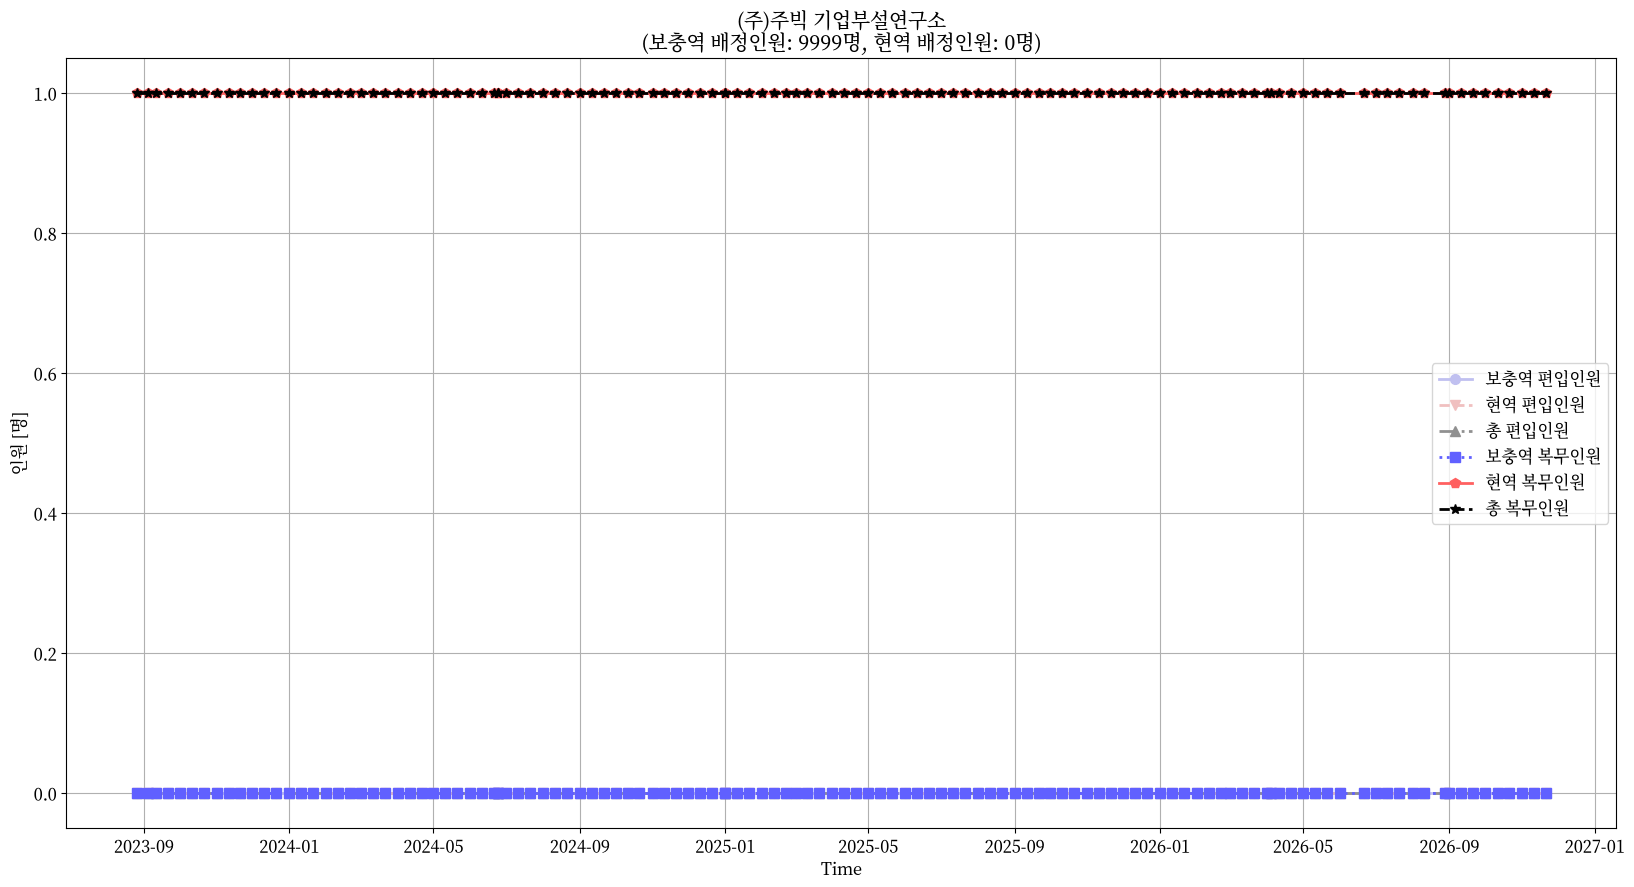 (주)주빅 기업부설연구소
(보충역 배정인원: 9999명, 현역 배정인원: 0명)
1.0
0.8
0.6
0.4
0.2
0.0
인원 [명]
보충역 편입인원
현역 편입인원
총 편입인원
보충역 복무인원
현역 복무인원
총 복무인원
2023-09
2024-01
2024-05
2024-09
2025-01
2025-05
2025-09
2026-01
2026-05
2026-09
2027-01
Time